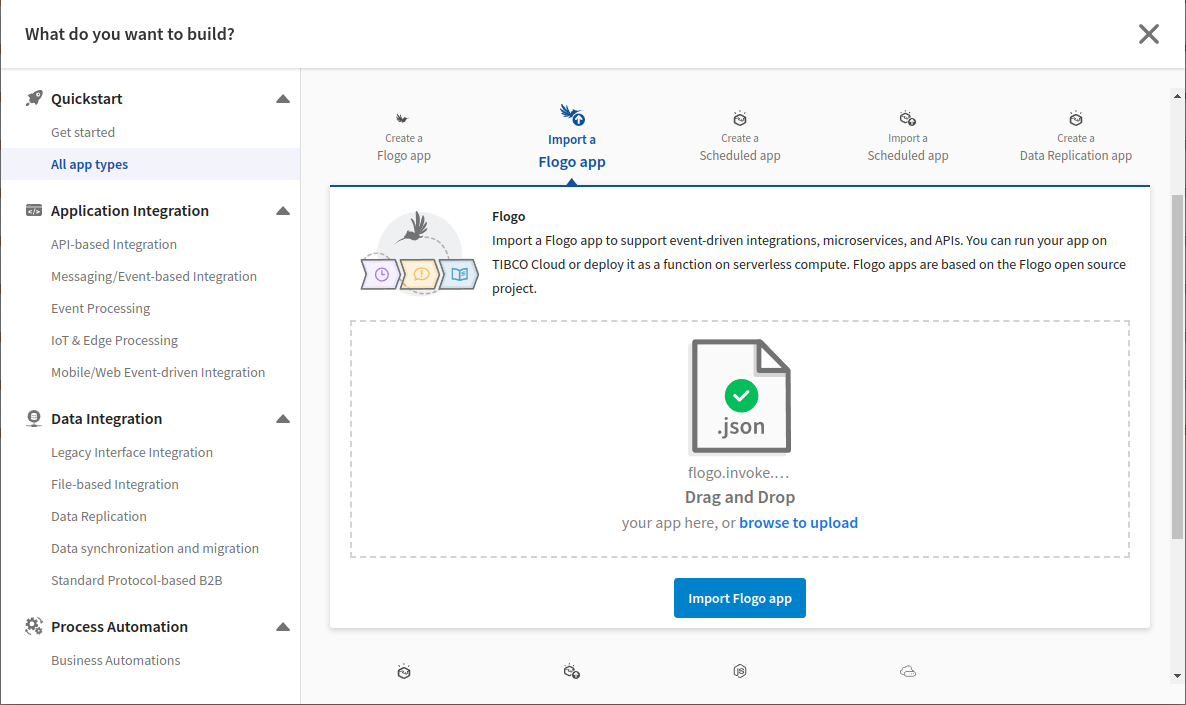 What do you want to build?
Quickstart
Get started
All app types
Application Integration
API-based Integration
Messaging/Event-based Integration
Event Processing
IoT & Edge Processing
Mobile/Web Event-driven Integration
Data Integration
Legacy Interface Integration
File-based Integration
Data Replication
Data synchronization and migration
Standard Protocol-based B2B
Process Automation
Business Automations
Create a
Flogo app
Import a
Flogo app
Create a
Scheduled app
Import a
Scheduled app
Create a
Data Replication app
Flogo
Import a Flogo app to support event-driven integrations, microservices, and APIs. You can run your app on
TIBCO Cloud or deploy it as a function on serverless compute. Flogo apps are based on the Flogo open source
project.
.json
flogo.invoke.…
Drag and Drop
your app here, or browse to upload
Import Flogo app
JS